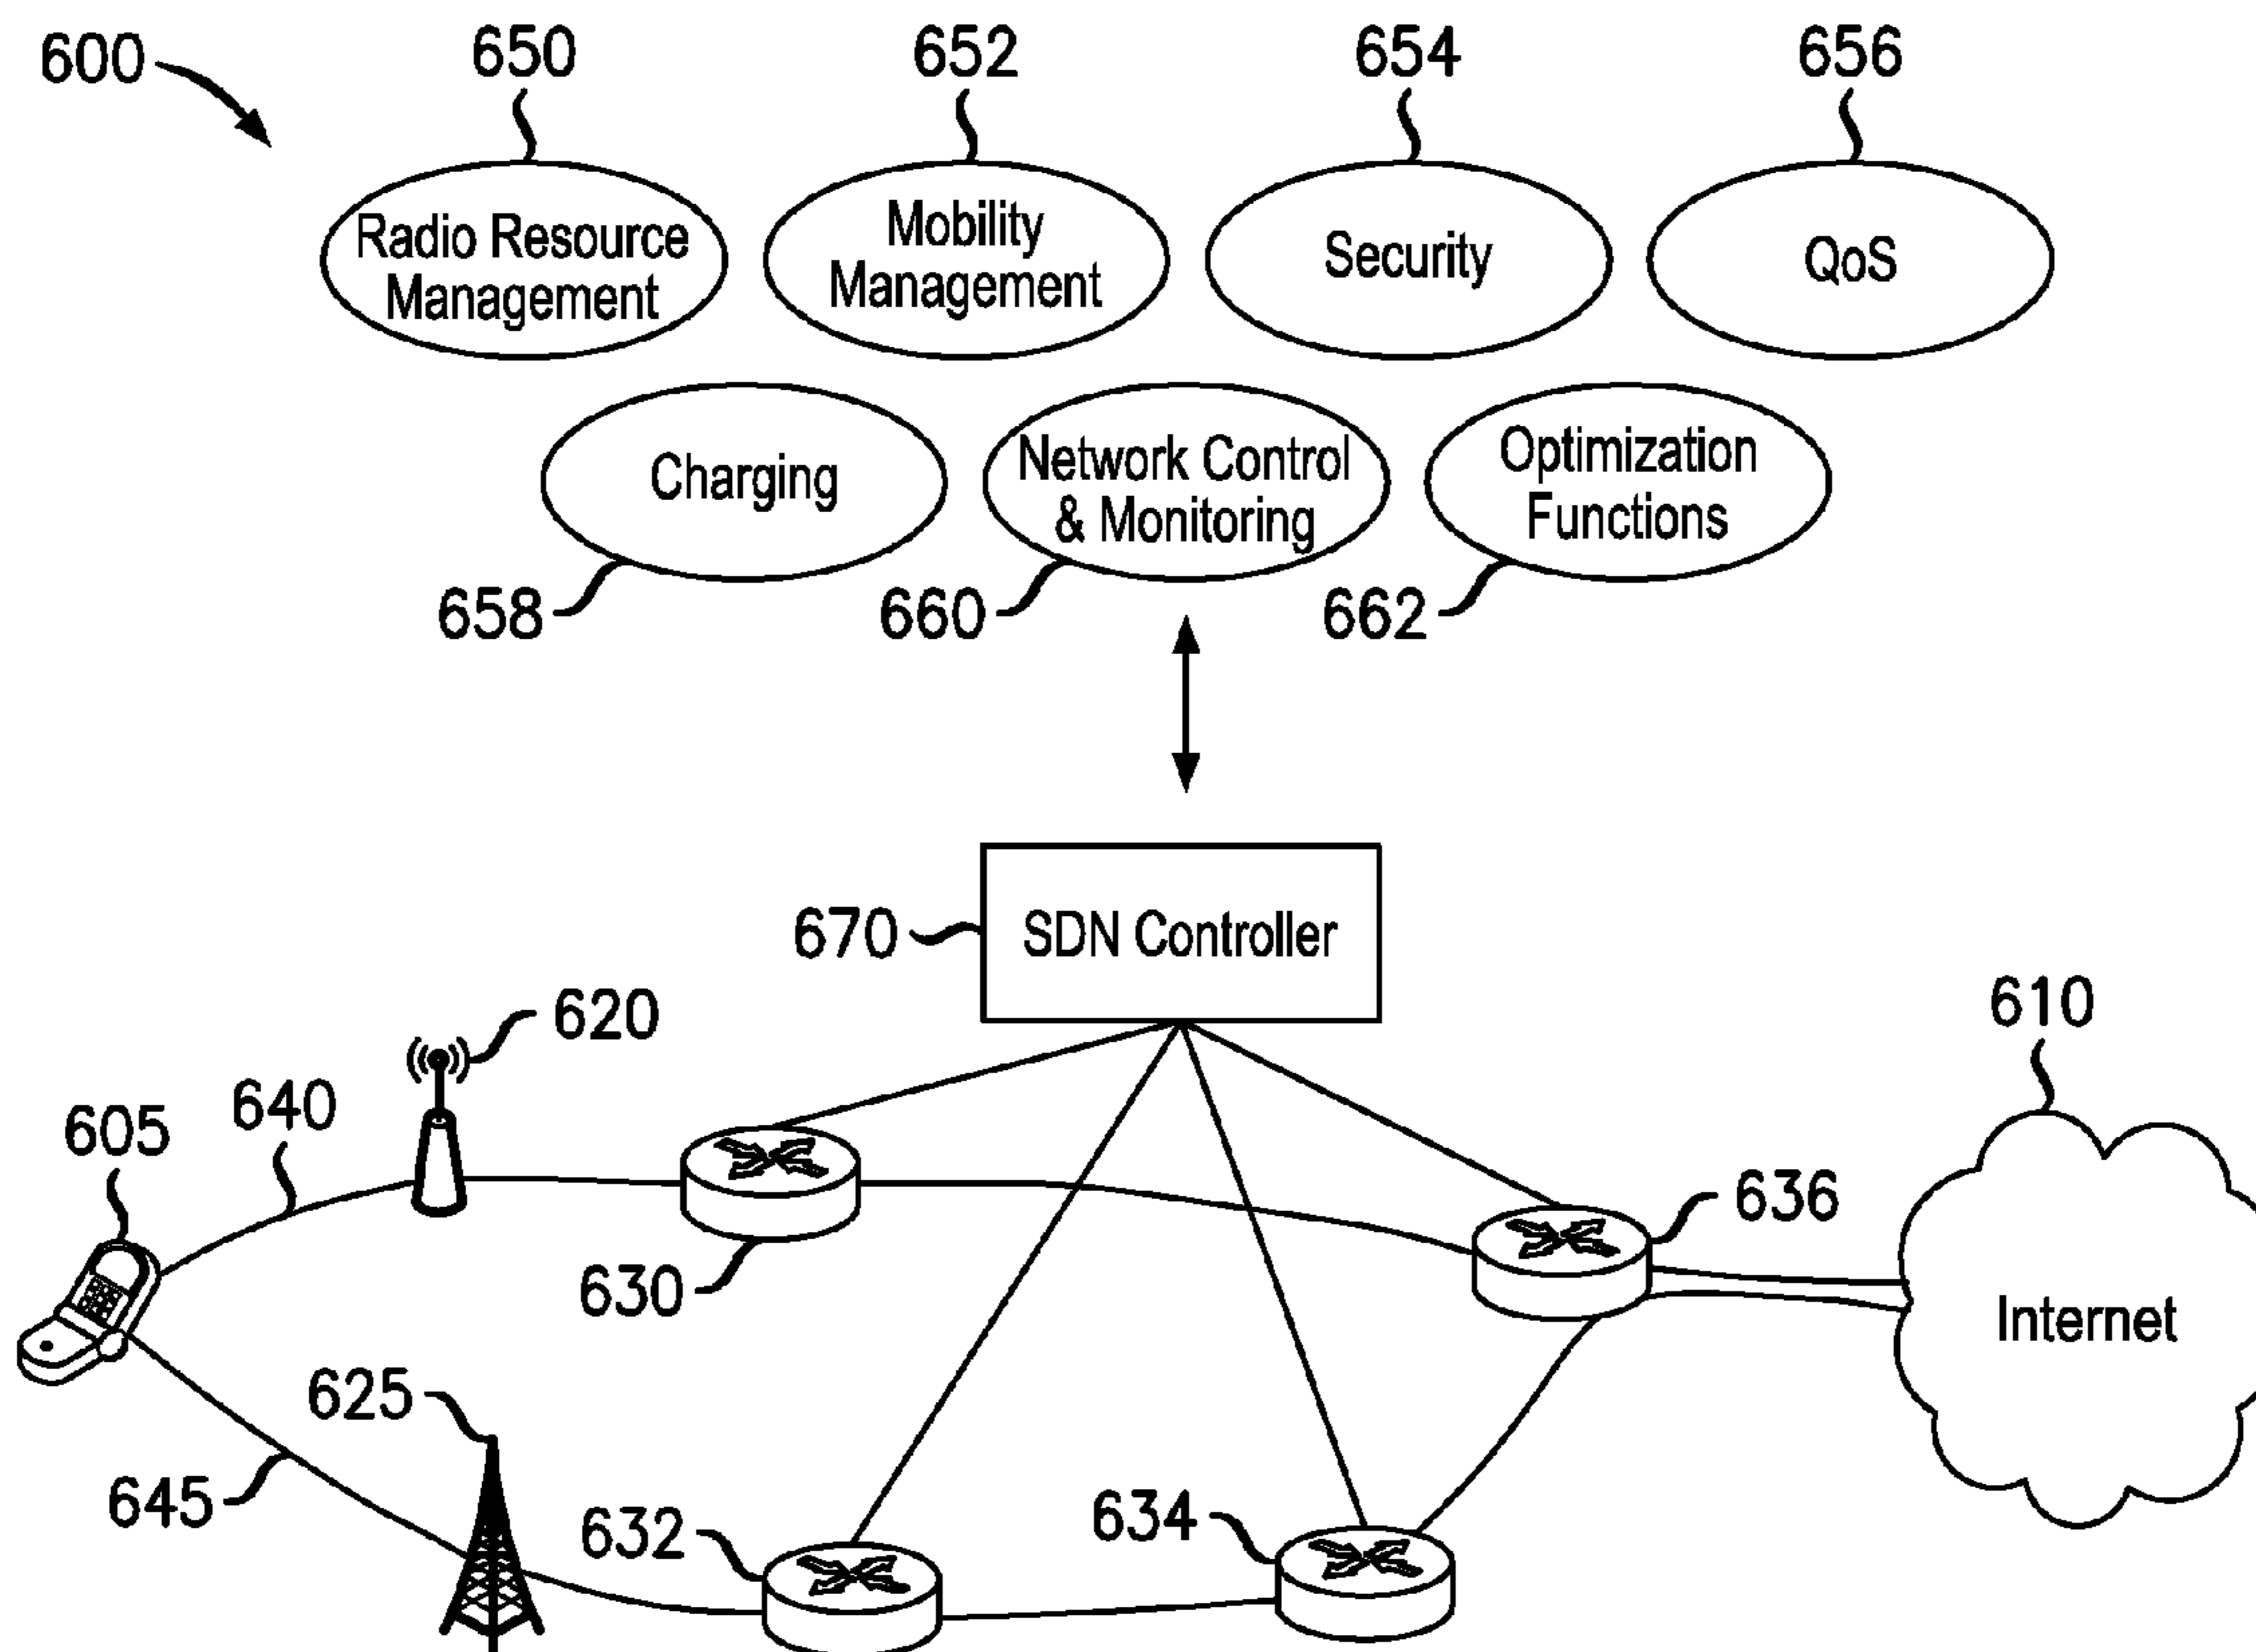 600
650
652
654
656
Radio Resource
Management
Mobility
Management
Security
QoS
Charging
Network Control
& Monitoring
Optimization
Functions
658
660
662
670
SDN Controller
610
620
640
605
636
630
Internet
625
645
632
634